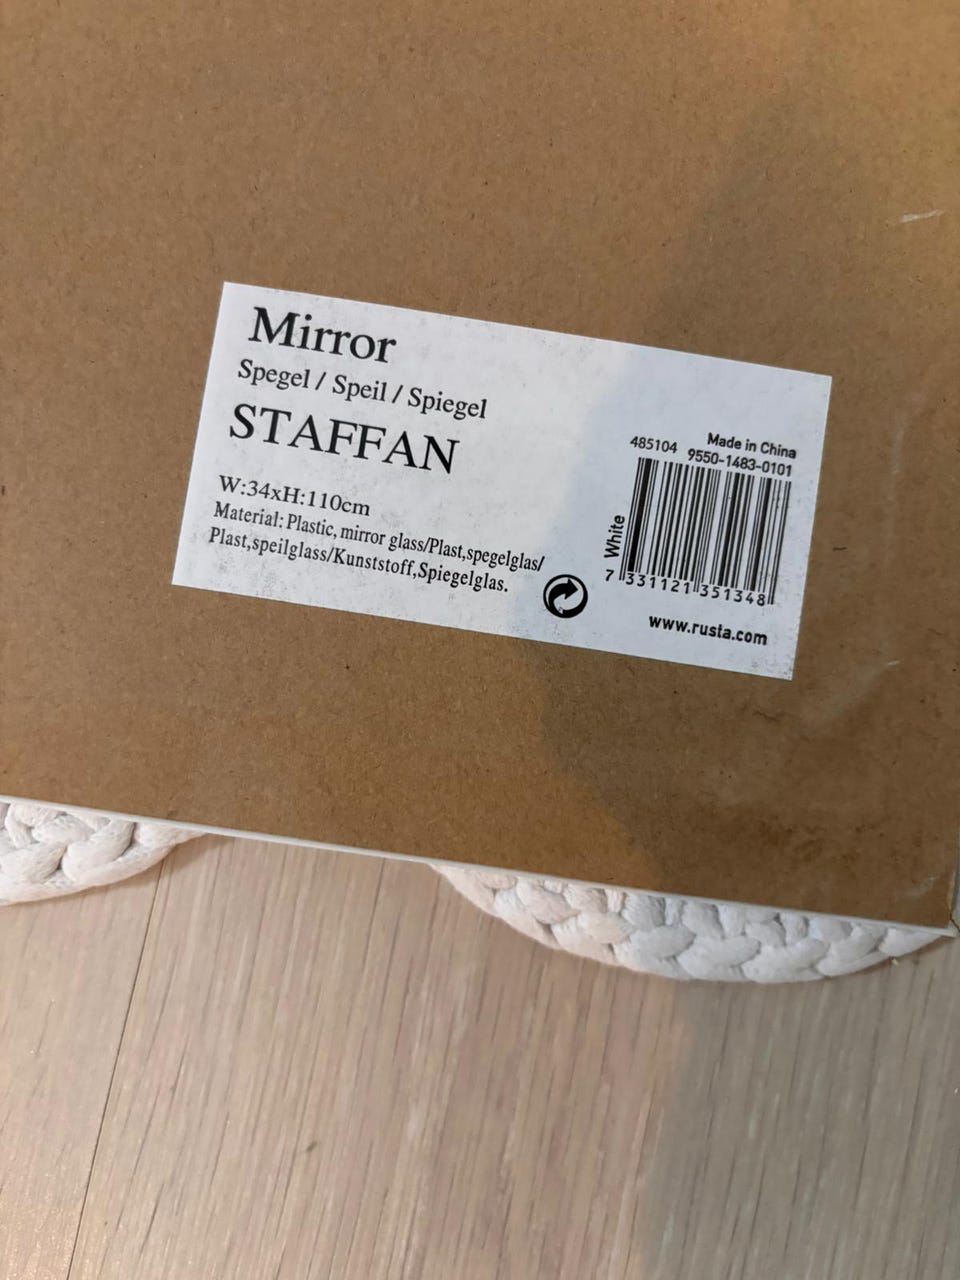 Mirror
Spegel / Speil / Spiegel
STAFFAN
W:34xH:110cm
Material: Plastic, mirror glass/Plast,spegelglas/
Plast,speilglass/Kunststoff,Spiegelglas.
Made in China
485104 9550-1483-0101
White
7 331121 351348
www.rusta.com